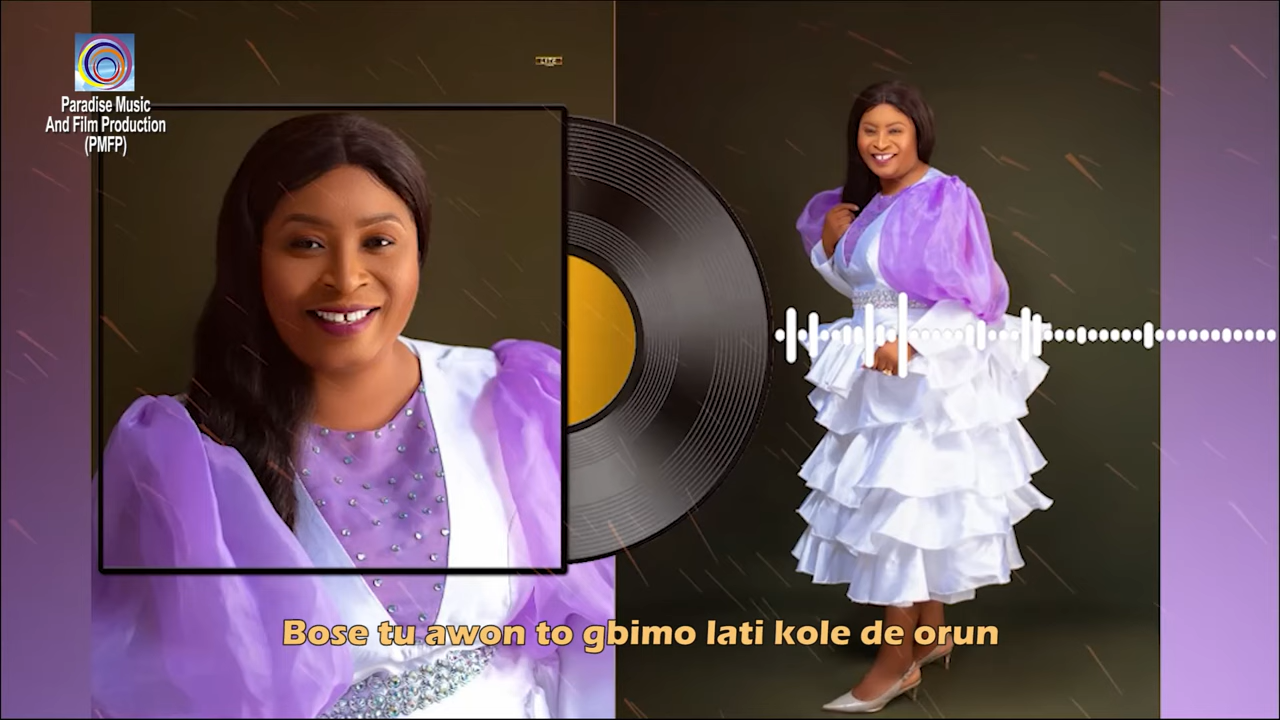 Paradise Music
And Film Production
(PMFP)
Bose tu awon to gbimo lati kole de orun